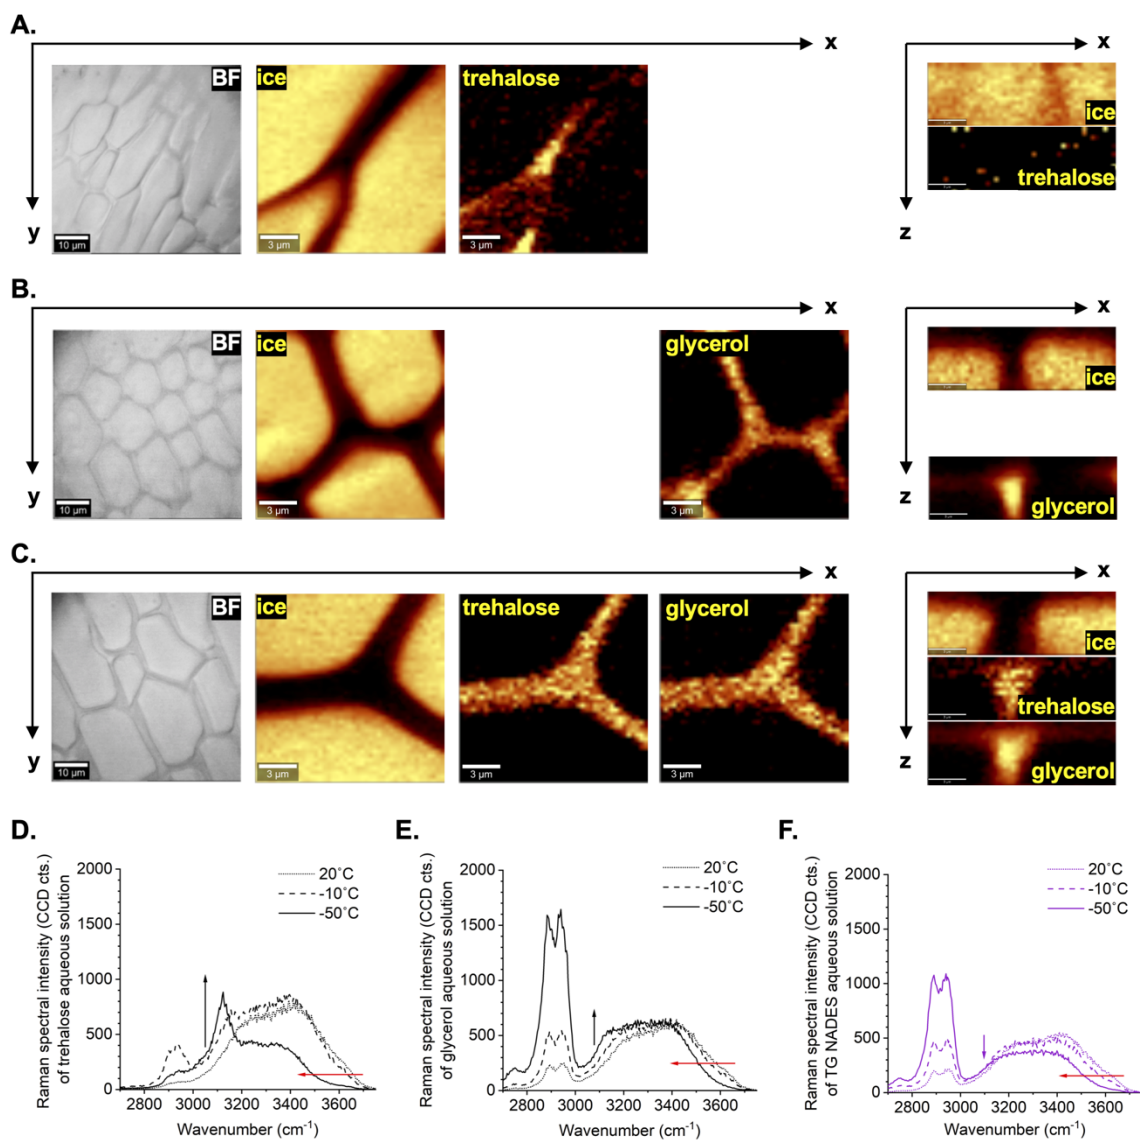 A.
x
x
BF
ice
trehalose
ice
trehalose
y
10 µm
3 µm
3 µm
z
B.
x
x
BF
ice
glycerol
ice
glycerol
y
10 µm
3 µm
3 µm
z
C.
x
x
BF
ice
trehalose
glycerol
ice
trehalose
glycerol
y
10 µm
3 µm
3 µm
3 µm
z
D.
Raman spectral intensity (CCD cts.)
of trehalose aqueous solution
2000
1500
1000
500
0
20˚C
-10˚C
-50˚C
2800 3000 3200 3400 3600
Wavenumber (cm⁻¹)
E.
Raman spectral intensity (CCD cts.)
of glycerol aqueous solution
2000
1500
1000
500
0
20˚C
-10˚C
-50˚C
2800 3000 3200 3400 3600
Wavenumber (cm⁻¹)
F.
Raman spectral intensity (CCD cts.)
of TG NADES aqueous solution
2000
1500
1000
500
0
20˚C
-10˚C
-50˚C
2800 3000 3200 3400 3600
Wavenumber (cm⁻¹)